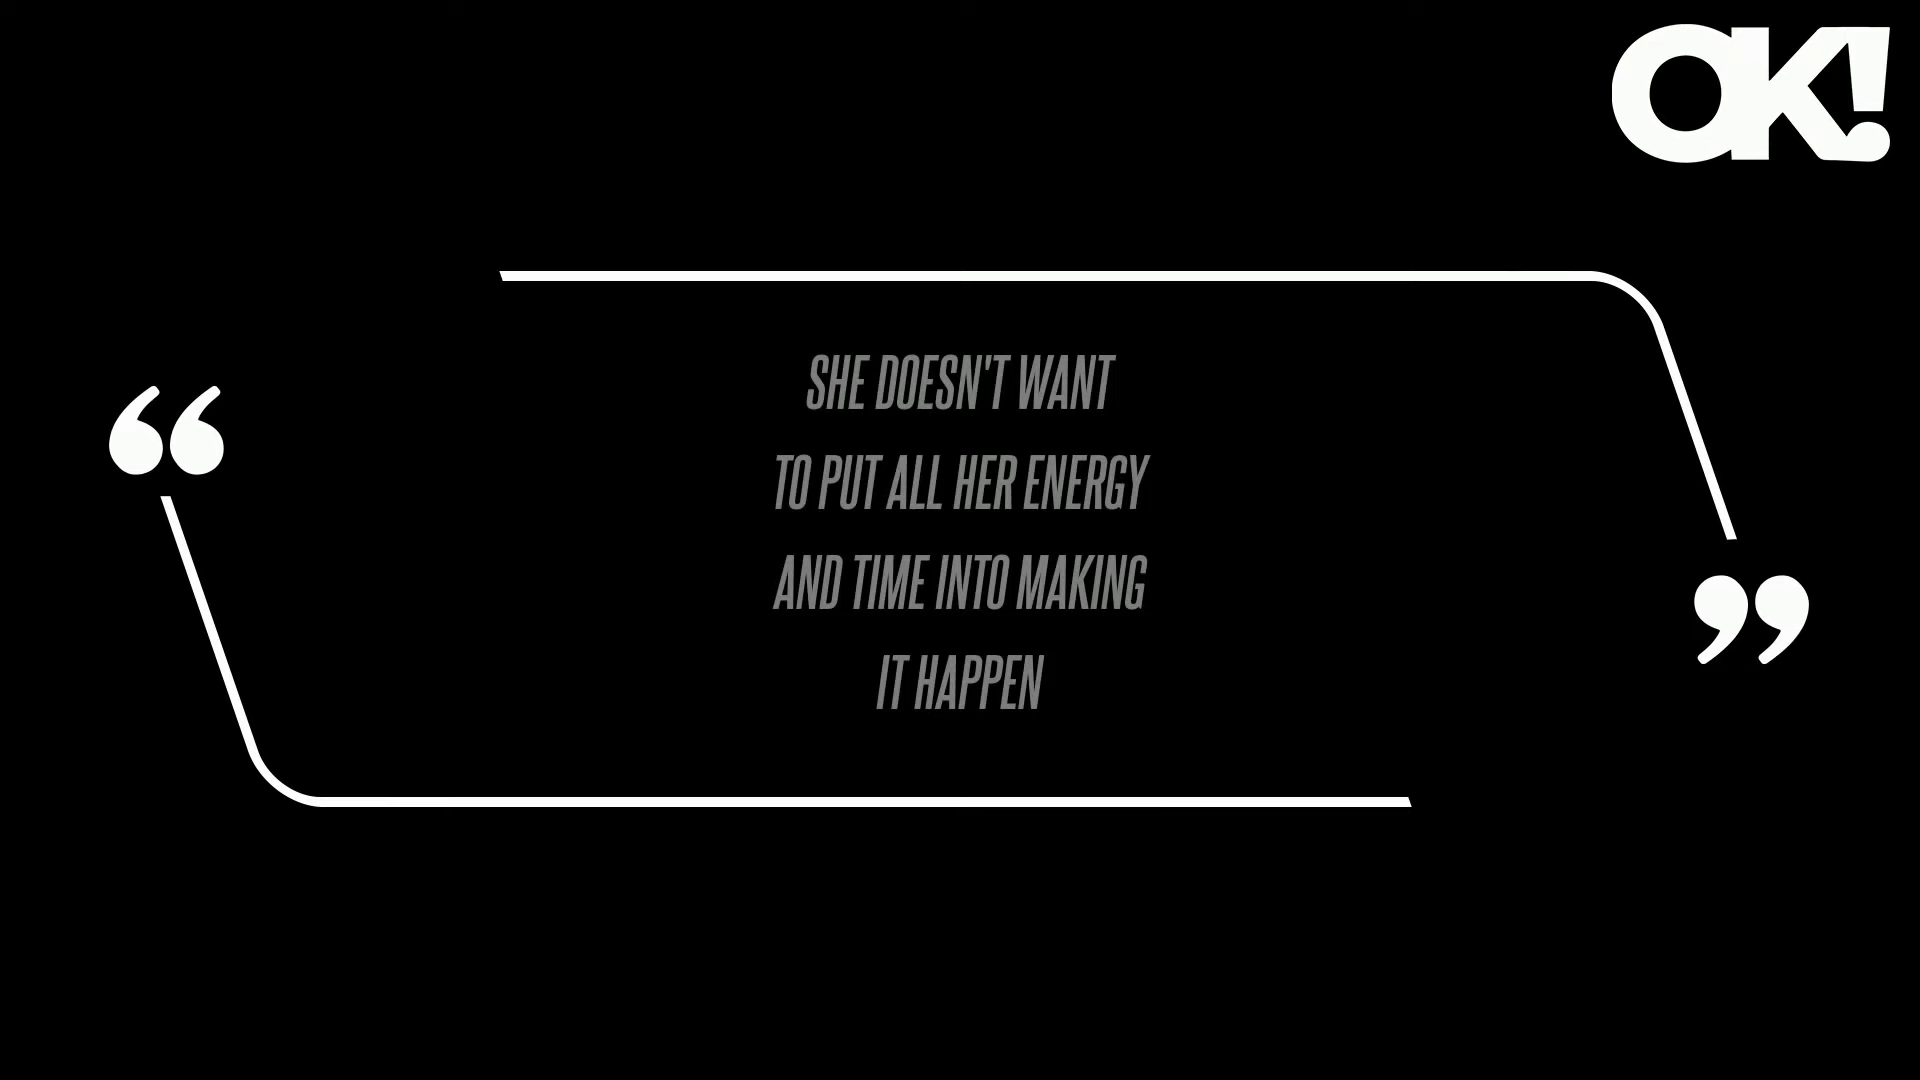 OK!
“
SHE DOESN'T WANT
TO PUT ALL HER ENERGY
AND TIME INTO MAKING
IT HAPPEN
”